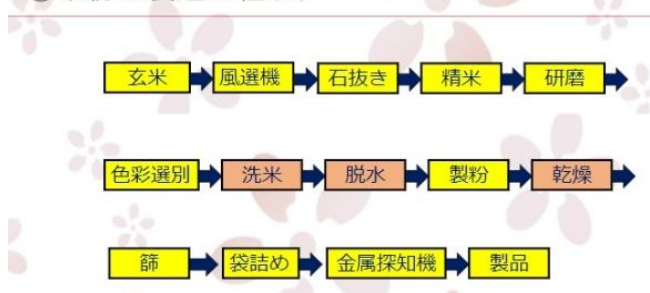 玄米 風選機 石抜き 精米 研磨
色彩選別 洗米 脱水 製粉 乾燥
篩 袋詰め 金属探知機 製品